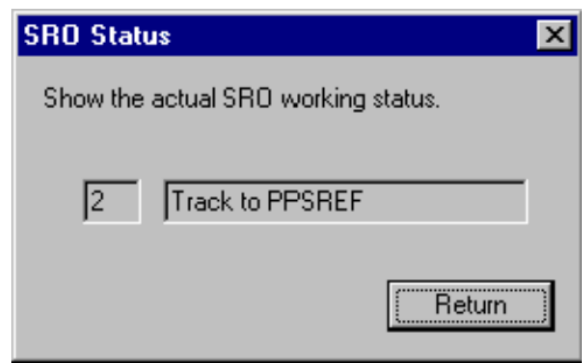 SRO Status
Show the actual SRO working status.
2 Track to PPSREF
Return